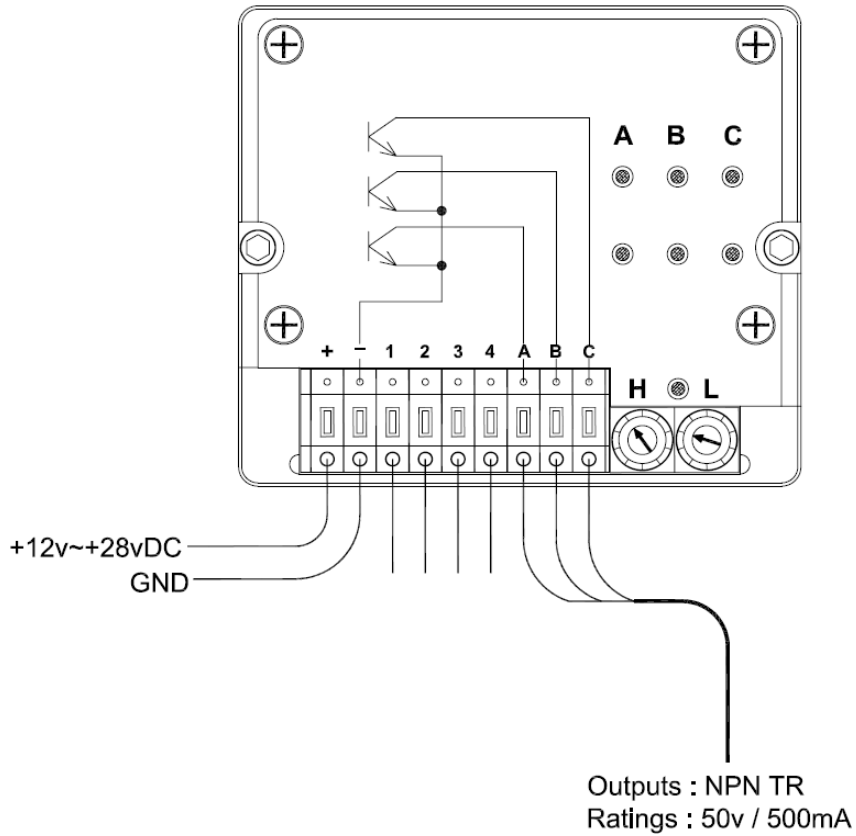 A B C
+ – 1 2 3 4 A B C
H L
+12v~+28vDC
GND
Outputs : NPN TR
Ratings : 50v / 500mA